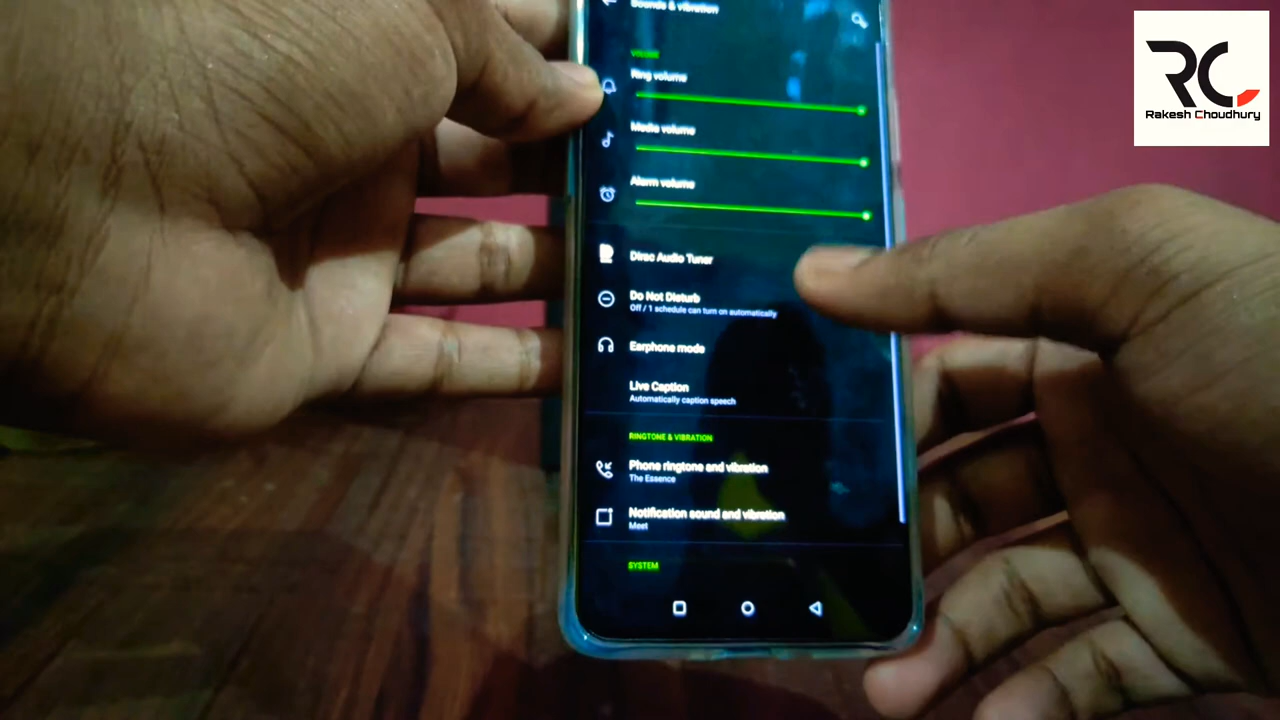 Sounds & vibration
VOLUME
Ring volume
Media volume
Alarm volume
Dirac Audio Tuner
Do Not Disturb
Off / 1 schedule can turn on automatically
Earphone mode
Live Caption
Automatically caption speech
RINGTONE & VIBRATION
Phone ringtone and vibration
The Essence
Notification sound and vibration
Meet
SYSTEM
RC
Rakesh Choudhury